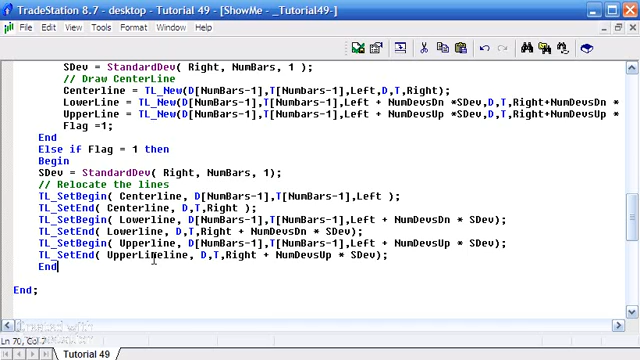 TradeStation 8.7 - desktop - Tutorial 49 - [ShowMe - _Tutorial49-]
File Edit View Tools Format Window Help
SDev = StandardDev( Right, NumBars, 1 );
// Draw CenterLine
Centerline = TL_New(D[NumBars-1],T[NumBars-1],Left,D,T,Right);
LowerLine = TL_New(D[NumBars-1],T[NumBars-1],Left + NumDevsDn *SDev,D,T,Right+NumDevsDn *
UpperLine = TL_New(D[NumBars-1],T[NumBars-1],Left + NumDevsUp *SDev,D,T,Right+NumDevsUp *
Flag =1;
End
Else if Flag = 1 then
Begin
SDev = StandardDev( Right, NumBars, 1);
// Relocate the lines
TL_SetBegin( Centerline, D[NumBars-1],T[NumBars-1],Left );
TL_SetEnd( Centerline, D,T,Right );
TL_SetBegin( Lowerline, D[NumBars-1],T[NumBars-1],Left + NumDevsDn * SDev);
TL_SetEnd( Lowerline, D,T,Right + NumDevsDn * SDev);
TL_SetBegin( Upperline, D[NumBars-1],T[NumBars-1],Left + NumDevsUp * SDev);
TL_SetEnd( UpperLineline, D,T,Right + NumDevsUp * SDev);
End
End;
Ln 70, Col 7
Tutorial 49